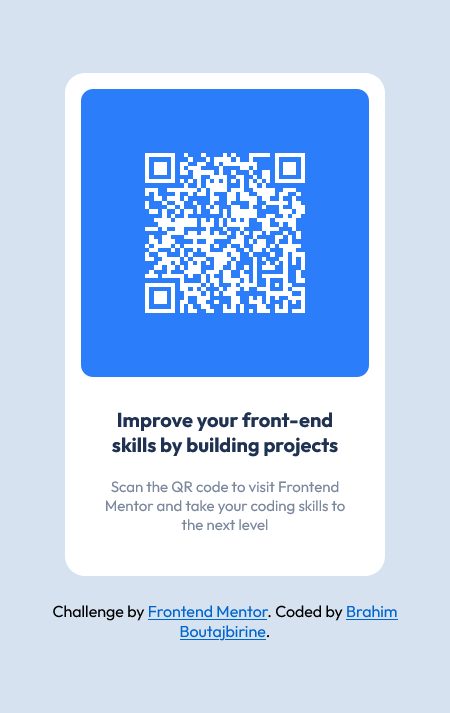 Improve your front-end
skills by building projects
Scan the QR code to visit Frontend
Mentor and take your coding skills to
the next level
Challenge by Frontend Mentor. Coded by Brahim
Boutajbirine.